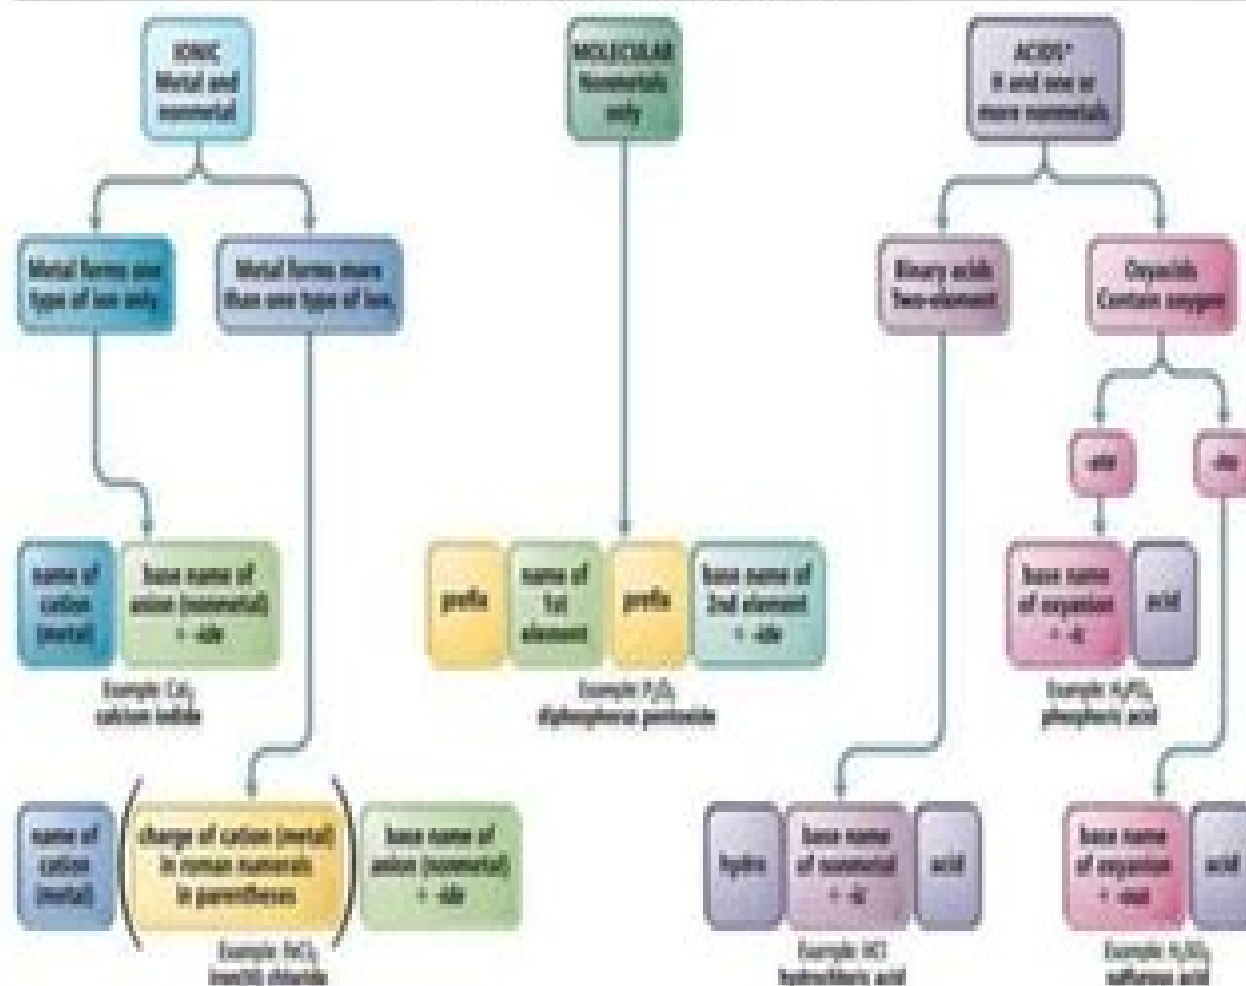 IONIC
Metal and
nonmetal
MOLECULAR
Nonmetals
only
ACIDS*
H and one or
more nonmetals
Metal forms one
type of ion only.
Metal forms more
than one type of ion.
Binary acids
Two-element
Oxyacids
Contain oxygen
-ate
-ite
name of
cation
(metal)
base name of
anion (nonmetal)
+ -ide
prefix
name of
1st
element
prefix
base name of
2nd element
+ -ide
base name
of oxyanion
+ -ic
acid
Example: CaI₂
calcium iodide
Example: P₂O₅
diphosphorus pentoxide
Example: H₃PO₄
phosphoric acid
name of
cation
(metal)
charge of cation (metal)
in roman numerals
in parentheses
base name of
anion (nonmetal)
+ -ide
hydro
base name
of nonmetal
+ -ic
acid
base name
of oxyanion
+ -ous
acid
Example: FeCl₃
iron(III) chloride
Example: HCl
hydrochloric acid
Example: H₂SO₃
sulfurous acid